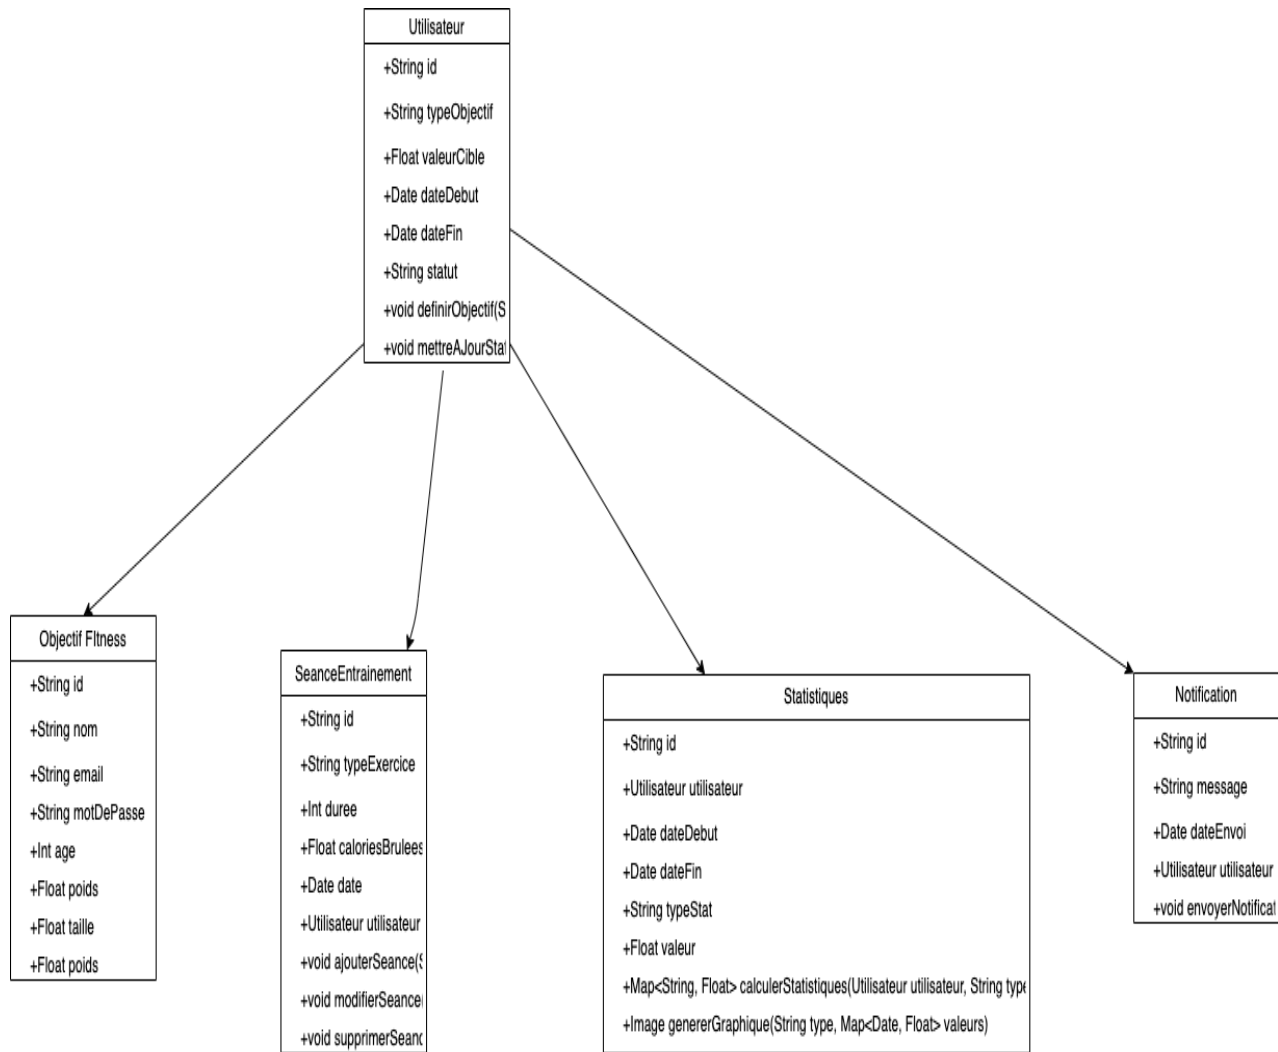 Utilisateur
+String id
+String typeObjectif
+Float valeurCible
+Date dateDebut
+Date dateFin
+String statut
+void definirObjectif(S
+void mettreAJourStat
Objectif FItness
+String id
+String nom
+String email
+String motDePasse
+Int age
+Float poids
+Float taille
+Float poids
SeanceEntrainement
+String id
+String typeExercice
+Int duree
+Float caloriesBrulees
+Date date
+Utilisateur utilisateur
+void ajouterSeance(S
+void modifierSeance(
+void supprimerSeanc
Statistiques
+String id
+Utilisateur utilisateur
+Date dateDebut
+Date dateFin
+String typeStat
+Float valeur
+Map<String, Float> calculerStatistiques(Utilisateur utilisateur, String type
+Image genererGraphique(String type, Map<Date, Float> valeurs)
Notification
+String id
+String message
+Date dateEnvoi
+Utilisateur utilisateur
+void envoyerNotificat